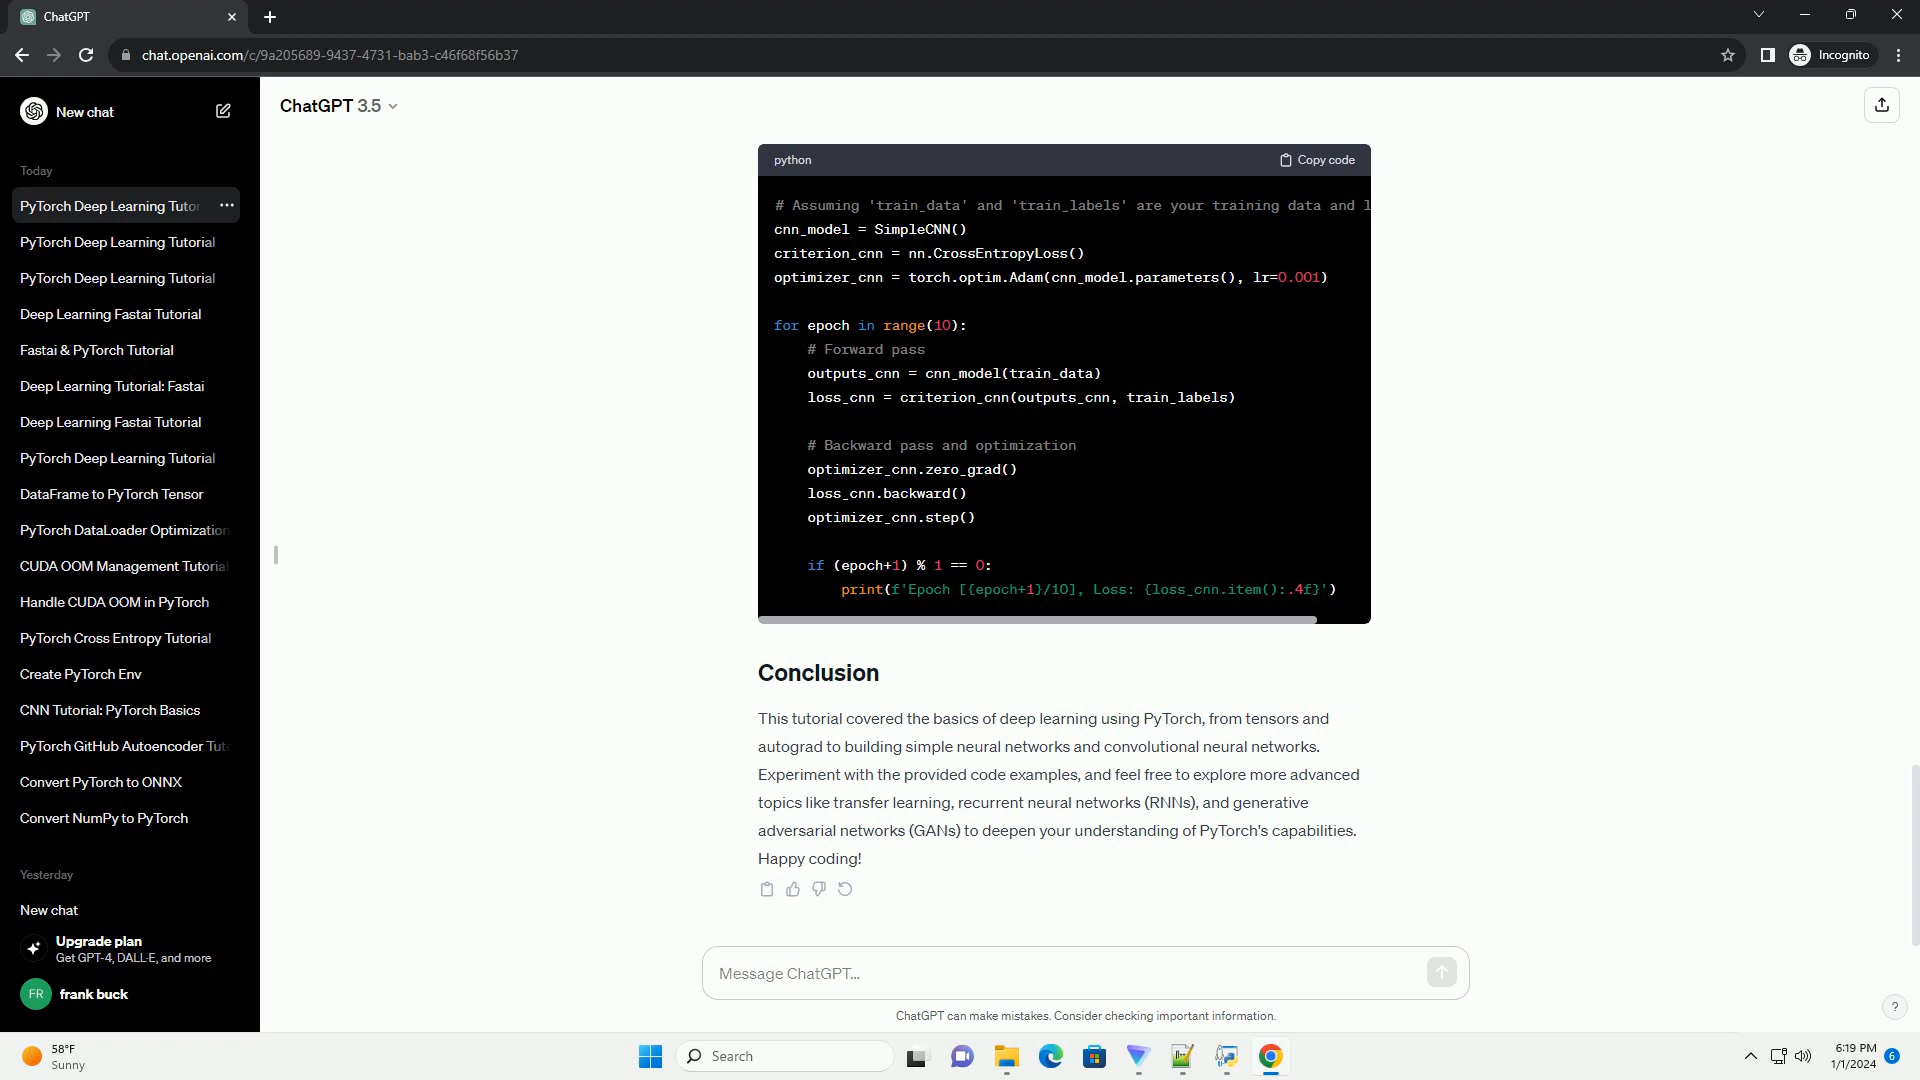 ChatGPT
chat.openai.com/c/9a205689-9437-4731-bab3-c46f68f56b37
Incognito
New chat
Today
PyTorch Deep Learning Tutor
PyTorch Deep Learning Tutorial
PyTorch Deep Learning Tutorial
Deep Learning Fastai Tutorial
Fastai & PyTorch Tutorial
Deep Learning Tutorial: Fastai
Deep Learning Fastai Tutorial
PyTorch Deep Learning Tutorial
DataFrame to PyTorch Tensor
PyTorch DataLoader Optimization
CUDA OOM Management Tutorial
Handle CUDA OOM in PyTorch
PyTorch Cross Entropy Tutorial
Create PyTorch Env
CNN Tutorial: PyTorch Basics
PyTorch GitHub Autoencoder Tuto
Convert PyTorch to ONNX
Convert NumPy to PyTorch
Yesterday
New chat
Upgrade plan
Get GPT-4, DALL·E, and more
FR frank buck
ChatGPT 3.5
python Copy code
# Assuming 'train_data' and 'train_labels' are your training data and l
cnn_model = SimpleCNN()
criterion_cnn = nn.CrossEntropyLoss()
optimizer_cnn = torch.optim.Adam(cnn_model.parameters(), lr=0.001)
for epoch in range(10):
# Forward pass
outputs_cnn = cnn_model(train_data)
loss_cnn = criterion_cnn(outputs_cnn, train_labels)
# Backward pass and optimization
optimizer_cnn.zero_grad()
loss_cnn.backward()
optimizer_cnn.step()
if (epoch+1) % 1 == 0:
print(f'Epoch [{epoch+1}/10], Loss: {loss_cnn.item():.4f}')
Conclusion
This tutorial covered the basics of deep learning using PyTorch, from tensors and
autograd to building simple neural networks and convolutional neural networks.
Experiment with the provided code examples, and feel free to explore more advanced
topics like transfer learning, recurrent neural networks (RNNs), and generative
adversarial networks (GANs) to deepen your understanding of PyTorch's capabilities.
Happy coding!
Message ChatGPT...
ChatGPT can make mistakes. Consider checking important information.
?
58°F
Sunny
Search
6:19 PM
1/1/2024
6